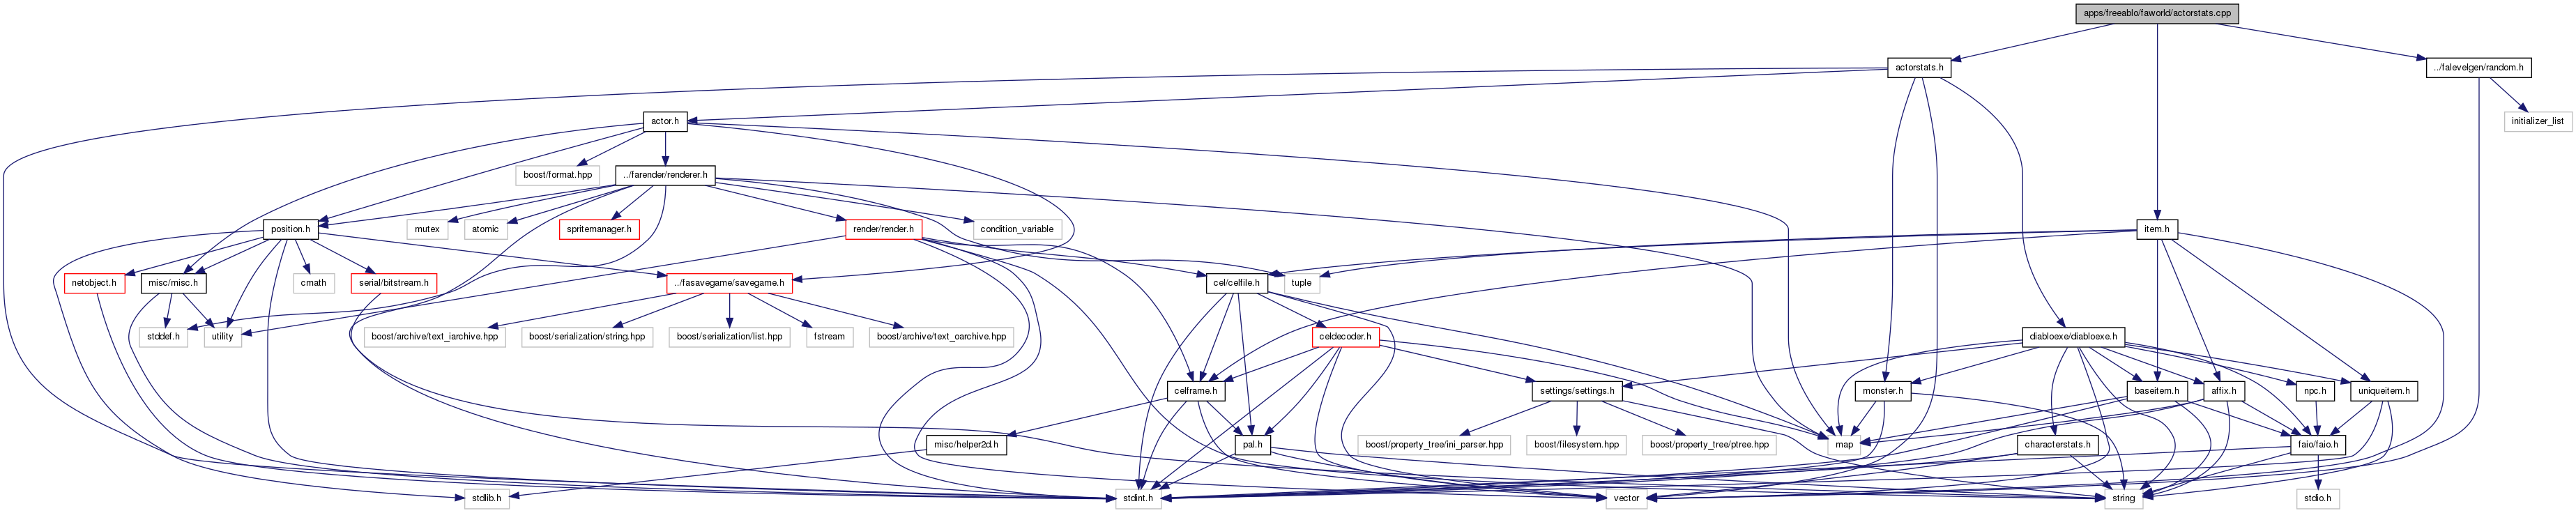 apps/freeablo/faworld/actorstats.cpp
actorstats.h
../falevelgen/random.h
actor.h
initializer_list
boost/format.hpp
../farender/renderer.h
position.h
mutex
atomic
spritemanager.h
render/render.h
condition_variable
item.h
netobject.h
misc/misc.h
cmath
serial/bitstream.h
../fasavegame/savegame.h
cel/celfile.h
tuple
stddef.h
utility
boost/archive/text_iarchive.hpp
boost/serialization/string.hpp
boost/serialization/list.hpp
fstream
boost/archive/text_oarchive.hpp
celdecoder.h
diabloexe/diabloexe.h
celframe.h
settings/settings.h
monster.h
baseitem.h
affix.h
npc.h
uniqueitem.h
misc/helper2d.h
pal.h
boost/property_tree/ini_parser.hpp
boost/filesystem.hpp
boost/property_tree/ptree.hpp
map
characterstats.h
faio/faio.h
stdlib.h
stdint.h
vector
string
stdio.h